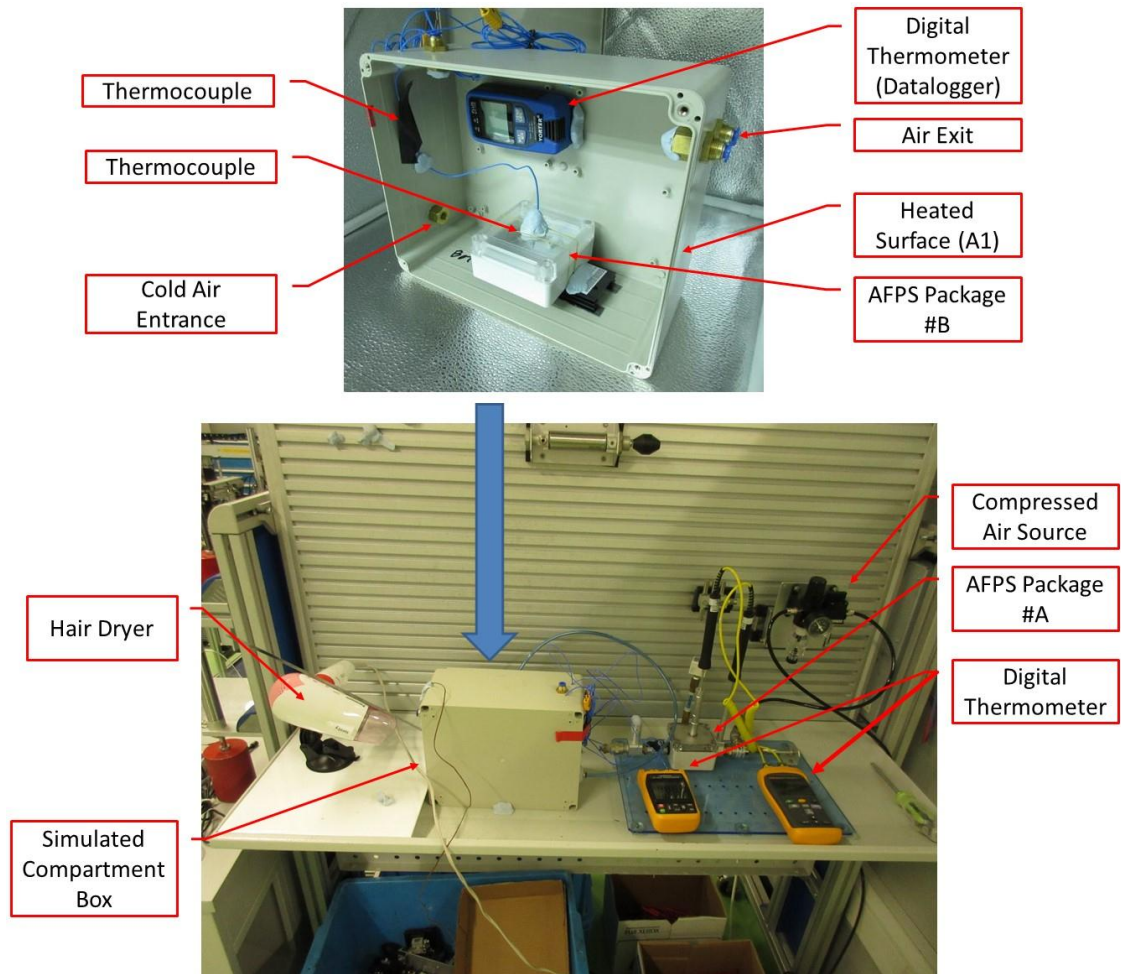 Digital
Thermometer
(Datalogger)
Thermocouple
Air Exit
Thermocouple
Heated
Surface (A1)
Cold Air
Entrance
AFPS Package
#B
Compressed
Air Source
AFPS Package
#A
Hair Dryer
Digital
Thermometer
Simulated
Compartment
Box